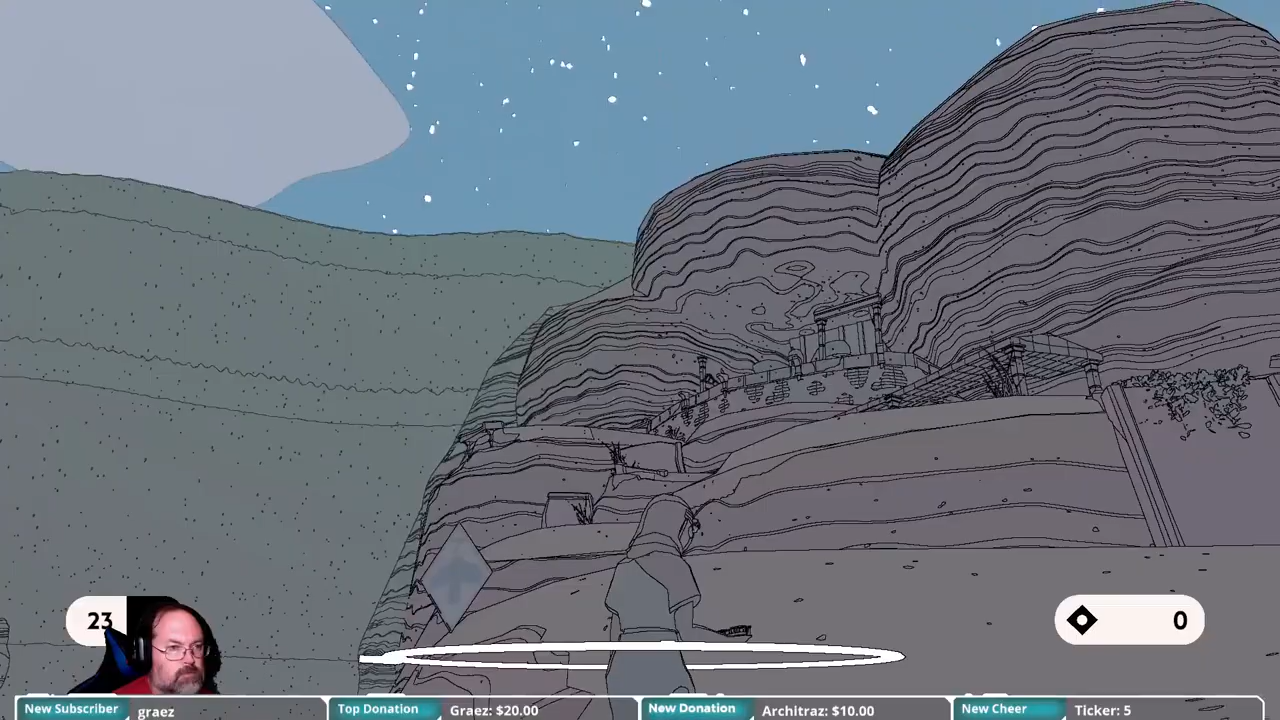 23
0
New Subscriber
graez
Top Donation
Graez: $20.00
New Donation
Architraz: $10.00
New Cheer
Ticker: 5